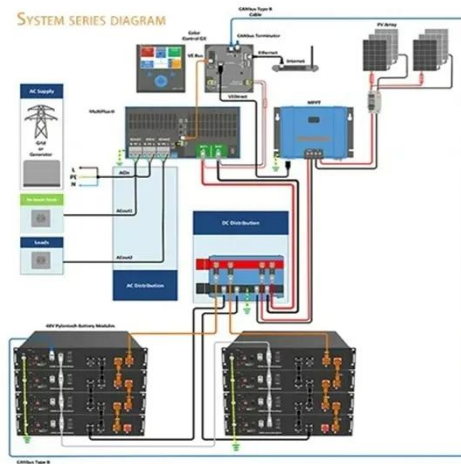 SYSTEM SERIES DIAGRAM
CANbus Type B
Cable
Color
Control GX
CANbus Terminator
PV Array
VE Bus
Ethernet
Internet
VEDirect
AC Supply
MultiPlus-II
MPPT
Grid
or
Generator
L
PE
N
ACin
ACout1
Loads
ACout2
DC Distribution
AC Distribution
48V Pylontech Battery Modules
CANbus Type B